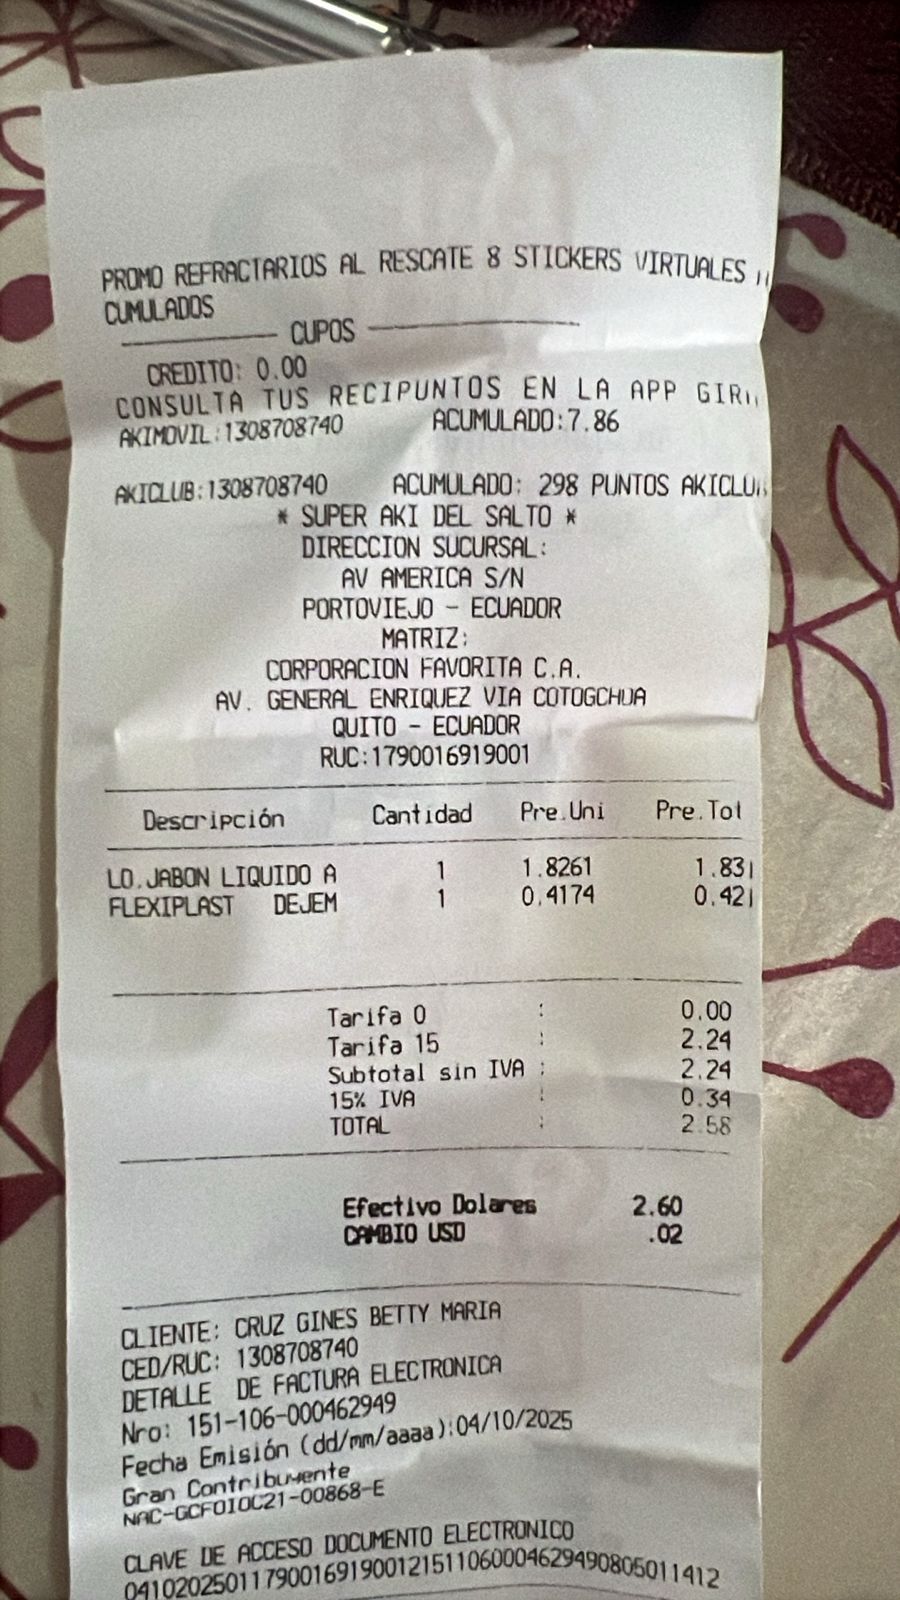 PROMO REFRACTARIOS AL RESCATE 8 STICKERS VIRTUALES
CUMULADOS
CUPOS
CREDITO: 0.00
CONSULTA TUS RECIPUNTOS EN LA APP
AKIMOVIL:1308708740 ACUMULADO:7.86
AKICLUB:1308708740 ACUMULADO: 298 PUNTOS
* SUPER AKI DEL SALTO *
DIRECCION SUCURSAL:
AV AMERICA S/N
PORTOVIEJO - ECUADOR
MATRIZ:
CORPORACION FAVORITA C.A.
AV. GENERAL ENRIQUEZ VIA COTOGCHUA
QUITO - ECUADOR
RUC:1790016919001
Descripción Cantidad Pre.Uni Pre.Tot
LO.JABON LIQUIDO A 1 1.8261 1.83
FLEXIPLAST DEJEM 1 0.4174 0.42
Tarifa 0 : 0.00
Tarifa 15 : 2.24
Subtotal sin IVA : 2.24
15% IVA : 0.34
TOTAL : 2.58
Efectivo Dolares 2.60
CAMBIO USD .02
CLIENTE: CRUZ GINES BETTY MARIA
CED/RUC: 1308708740
DETALLE DE FACTURA ELECTRONICA
Nro: 151-106-000462949
Fecha Emisión (dd/mm/aaaa):04/10/2025
Gran Contribuyente
NAC-GCFOIOC21-00868-E
CLAVE DE ACCESO DOCUMENTO ELECTRONICO
0410202501179001691900121511060004629490805011412